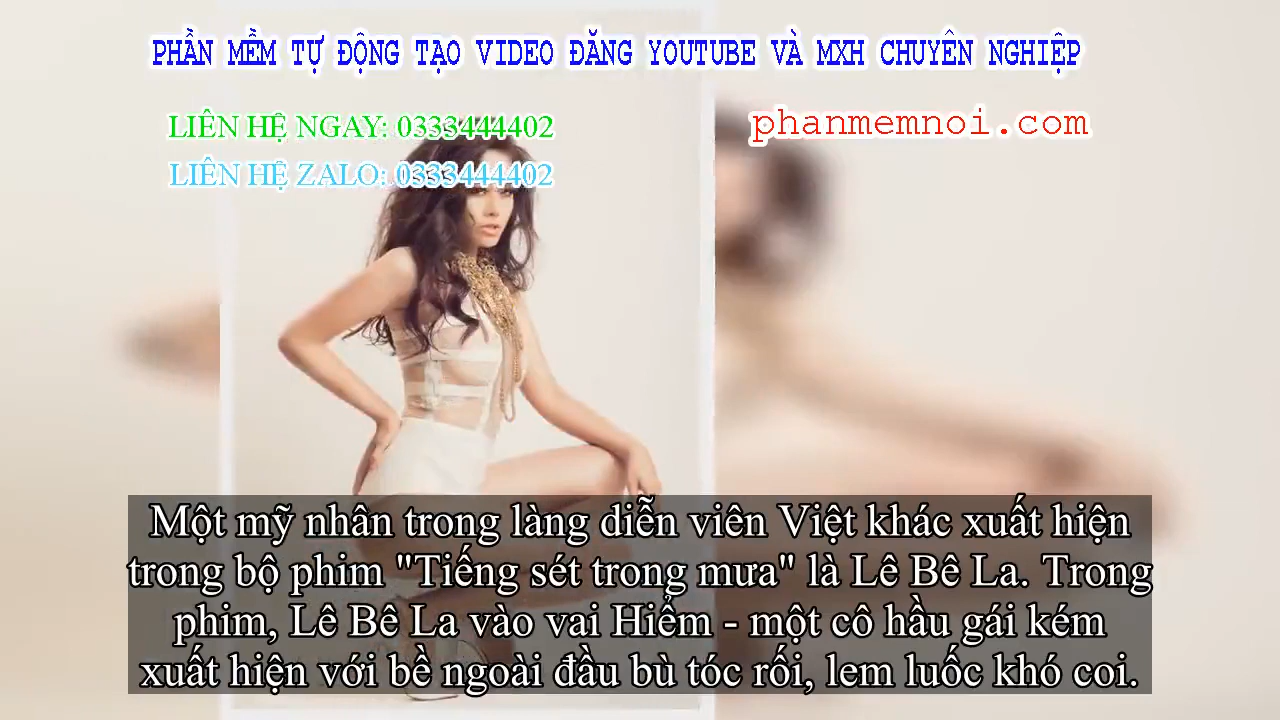 PHẦN MỀM TỰ ĐỘNG TẠO VIDEO ĐĂNG YOUTUBE VÀ MXH CHUYÊN NGHIỆP
LIÊN HỆ NGAY: 0333444402
phanmemnoi.com
LIÊN HỆ ZALO: 0333444402
Một mỹ nhân trong làng diễn viên Việt khác xuất hiện
trong bộ phim "Tiếng sét trong mưa" là Lê Bê La. Trong
phim, Lê Bê La vào vai Hiểm - một cô hầu gái kém
xuất hiện với bề ngoài đầu bù tóc rối, lem luốc khó coi.